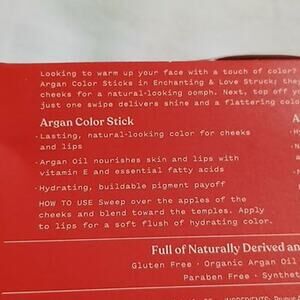 Looking to warm up your face with a touch of color?
Argan Color Sticks in Enchanting & Love Struck; they
cheeks for a natural-looking oomph. Next, top off yo
just one swipe delivers shine and a flattering colo
Argan Color Stick
A
· Lasting, natural-looking color for cheeks
and lips
· Argan Oil nourishes skin and lips with
vitamin E and essential fatty acids
· Hydrating, buildable pigment payoff
HOW TO USE Sweep over the apples of the
cheeks and blend toward the temples. Apply
to lips for a soft flush of hydrating color.
Full of Naturally Derived an
Gluten Free · Organic Argan Oil
Paraben Free · Synthet